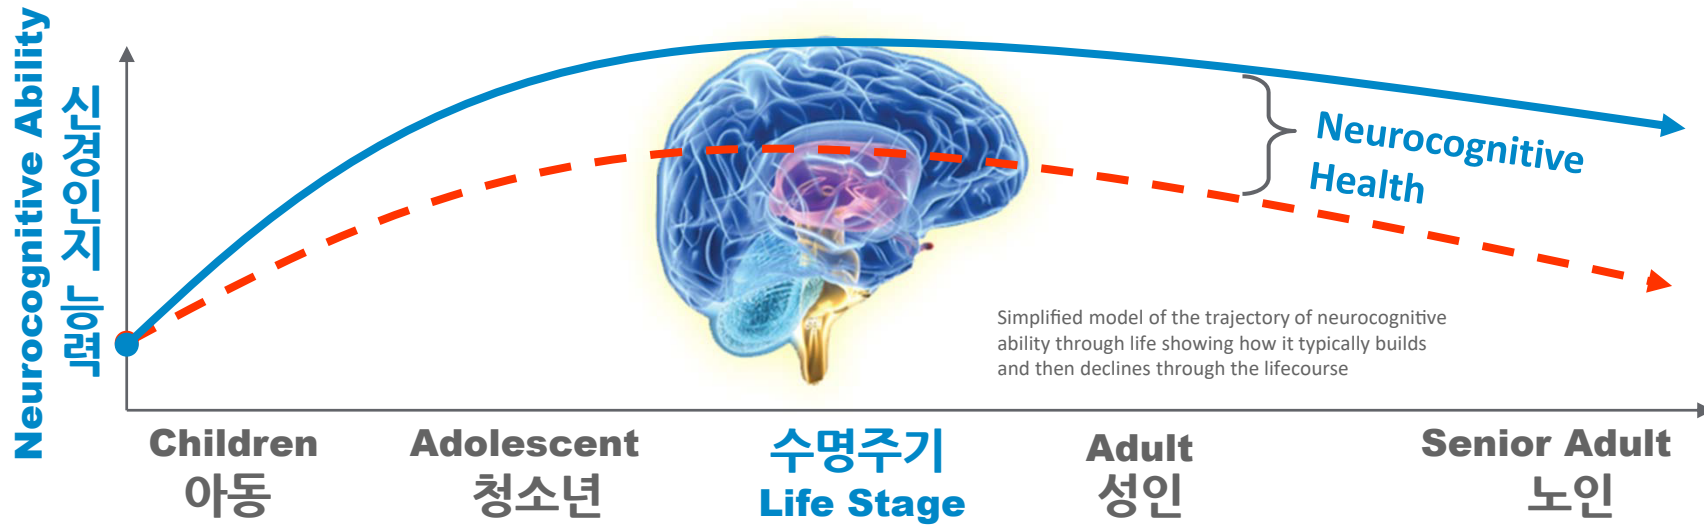 Neurocognitive Ability
신경인지 능력
Neurocognitive
Health
Simplified model of the trajectory of neurocognitive
ability through life showing how it typically builds
and then declines through the lifecourse
Children
아동
Adolescent
청소년
수명주기
Life Stage
Adult
성인
Senior Adult
노인